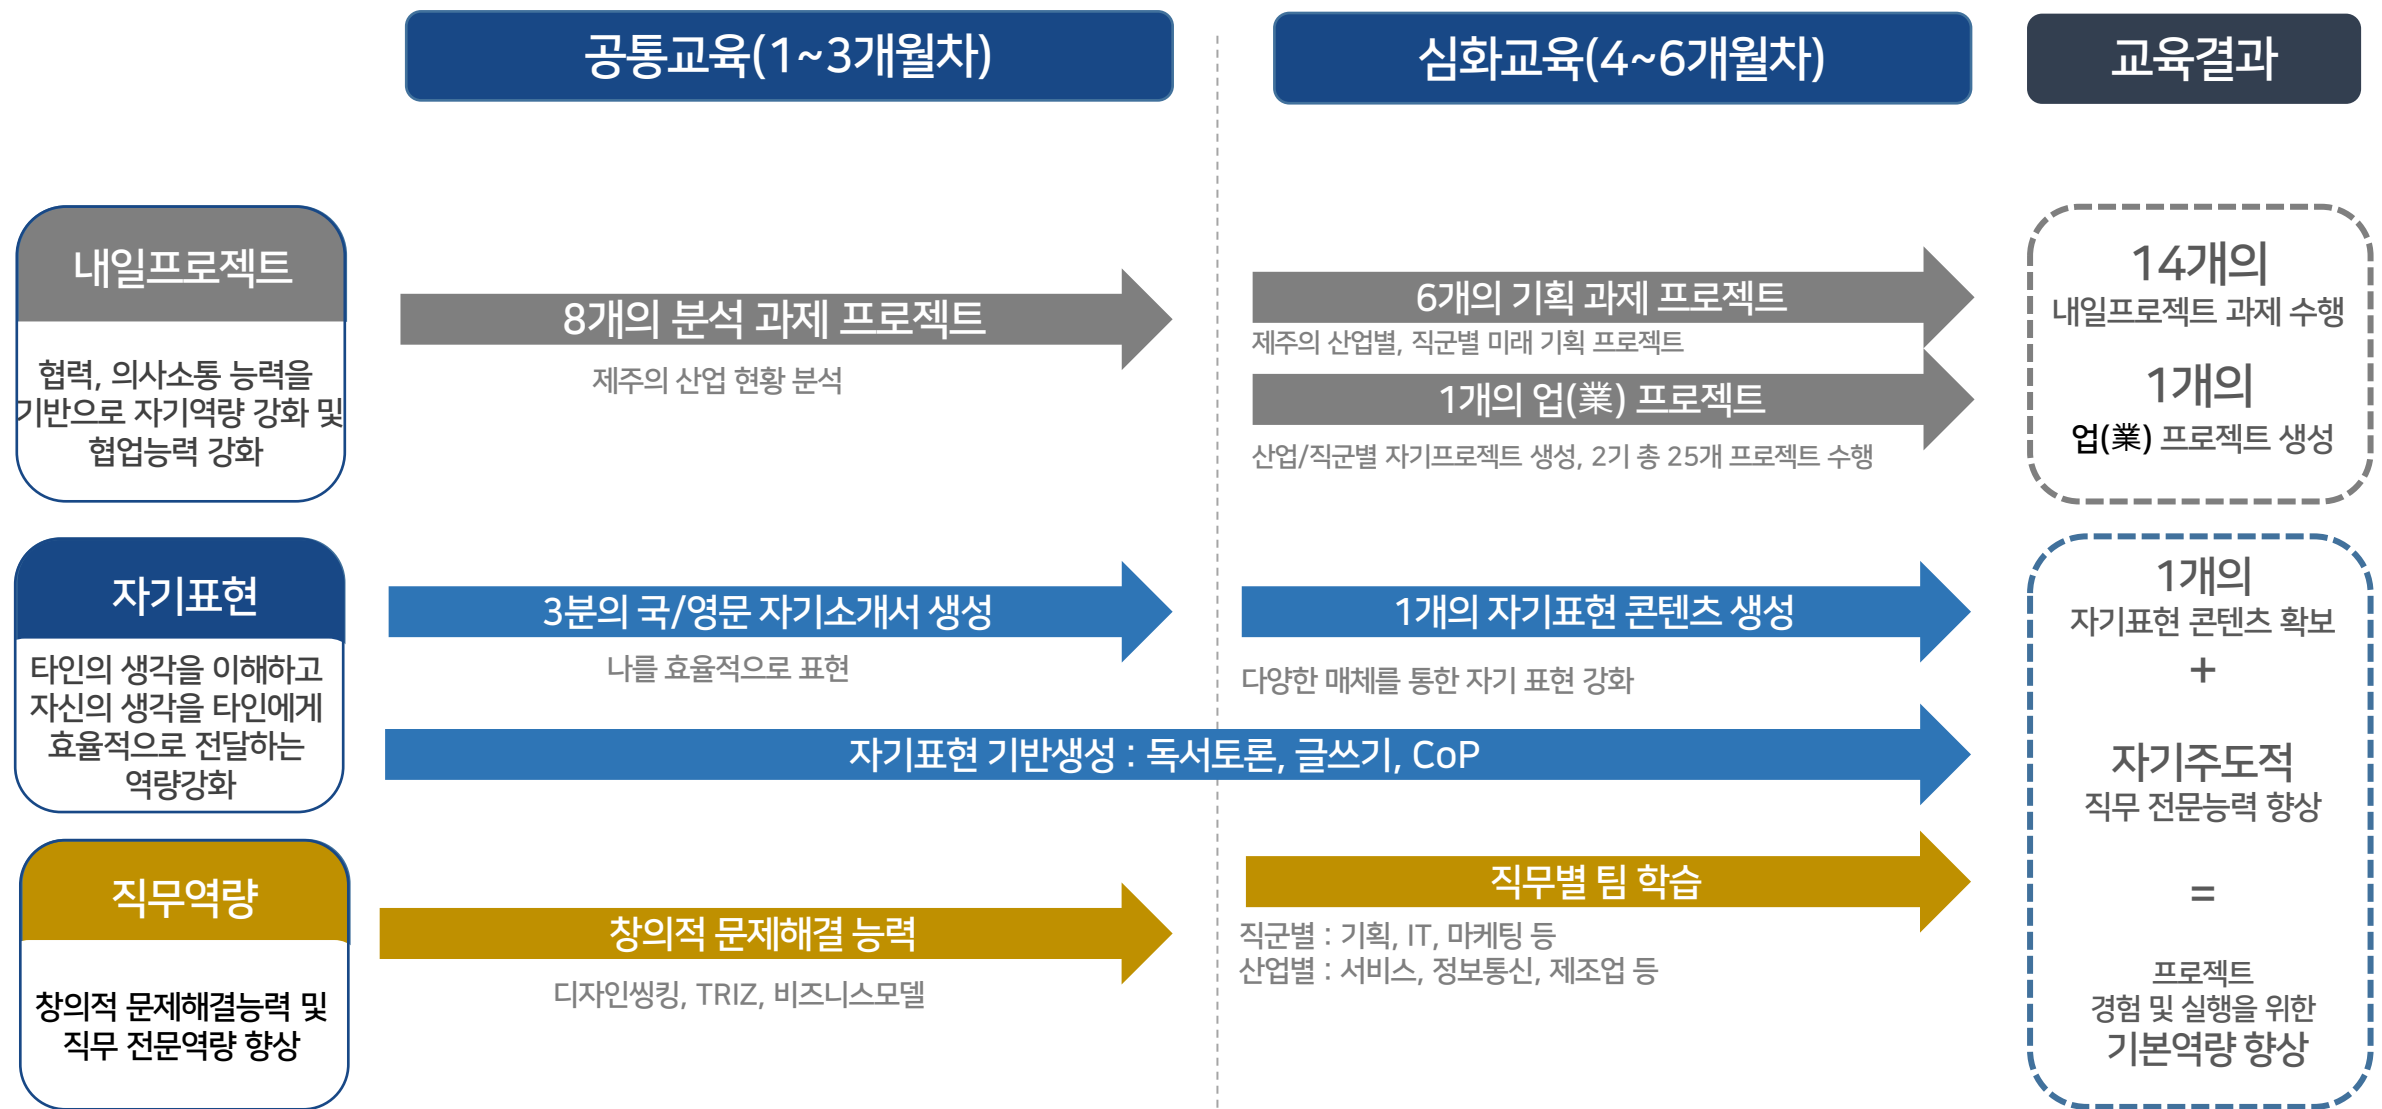 공통교육(1~3개월차)
심화교육(4~6개월차)
교육결과
내일프로젝트
협력, 의사소통 능력을
기반으로 자기역량 강화 및
협업능력 강화
8개의 분석 과제 프로젝트
제주의 산업 현황 분석
6개의 기획 과제 프로젝트
제주의 산업별, 직군별 미래 기획 프로젝트
1개의 업(業) 프로젝트
산업/직군별 자기프로젝트 생성, 2기 총 25개 프로젝트 수행
14개의
내일프로젝트 과제 수행
1개의
업(業) 프로젝트 생성
자기표현
타인의 생각을 이해하고
자신의 생각을 타인에게
효율적으로 전달하는
역량강화
3분의 국/영문 자기소개서 생성
나를 효율적으로 표현
1개의 자기표현 콘텐츠 생성
다양한 매체를 통한 자기 표현 강화
자기표현 기반생성 : 독서토론, 글쓰기, CoP
직무역량
창의적 문제해결능력 및
직무 전문역량 향상
창의적 문제해결 능력
디자인씽킹, TRIZ, 비즈니스모델
직무별 팀 학습
직군별 : 기획, IT, 마케팅 등
산업별 : 서비스, 정보통신, 제조업 등
1개의
자기표현 콘텐츠 확보
+
자기주도적
직무 전문능력 향상
=
프로젝트
경험 및 실행을 위한
기본역량 향상